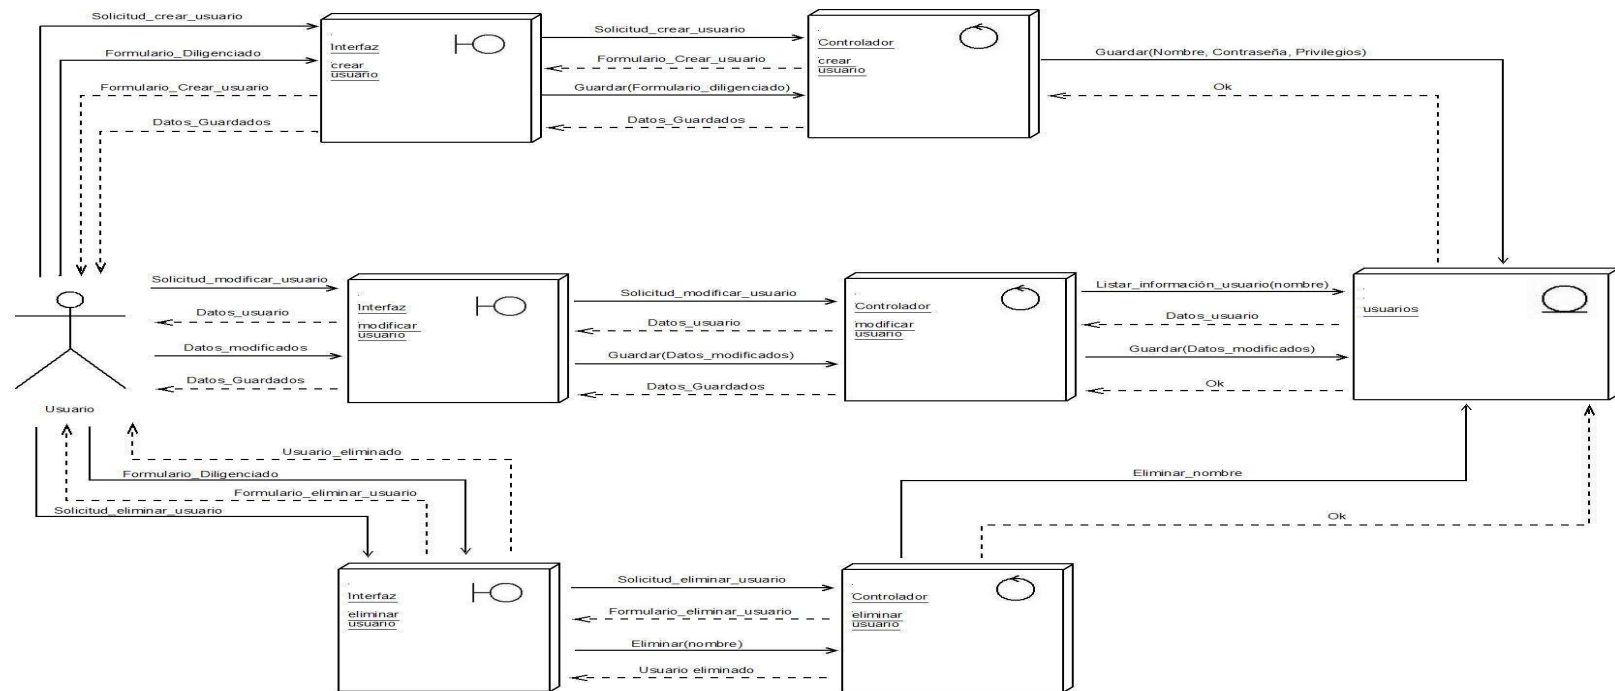 Solicitud_crear_usuario
Formulario_Diligenciado
Formulario_Crear_usuario
Datos_Guardados
Interfaz
crear
usuario
Solicitud_crear_usuario
Formulario_Crear_usuario
Guardar(Formulario_diligenciado)
Datos_Guardados
Controlador
crear
usuario
Guardar(Nombre, Contraseña, Privilegios)
Ok
Solicitud_modificar_usuario
Datos_usuario
Datos_modificados
Datos_Guardados
Usuario
Interfaz
modificar
usuario
Solicitud_modificar_usuario
Datos_usuario
Guardar(Datos_modificados)
Datos_Guardados
Controlador
modificar
usuario
Listar_información_usuario(nombre)
Datos_usuario
Guardar(Datos_modificados)
Ok
usuarios
Usuario_eliminado
Formulario_Diligenciado
Formulario_eliminar_usuario
Solicitud_eliminar_usuario
Eliminar_nombre
Ok
Interfaz
eliminar
usuario
Solicitud_eliminar_usuario
Formulario_eliminar_usuario
Eliminar(nombre)
Usuario eliminado
Controlador
eliminar
usuario